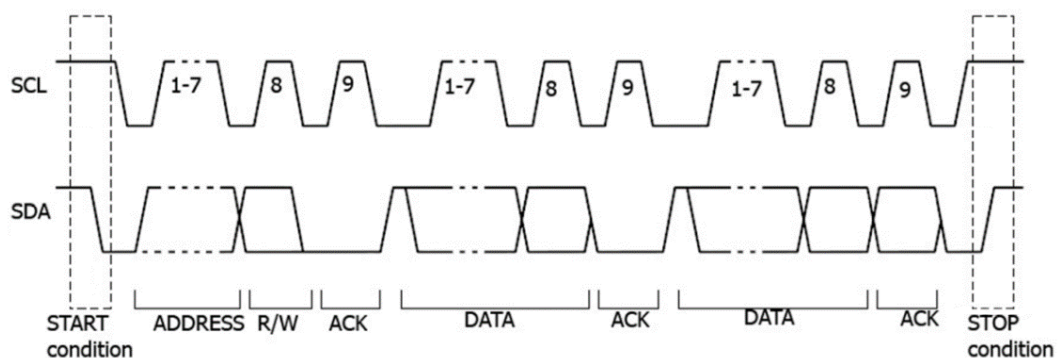 SCL 1-7 8 9 1-7 8 9 1-7 8 9
SDA
START condition ADDRESS R/W ACK DATA ACK DATA ACK STOP condition